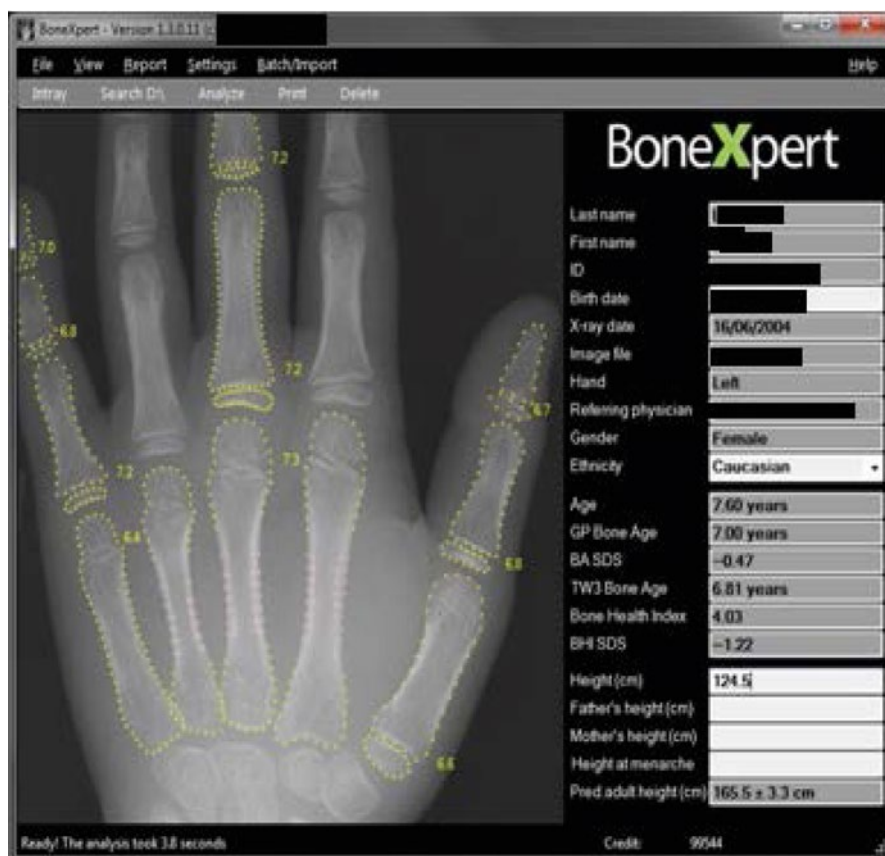 BoneXpert - Version 1.3.0.11 (
File View Report Settings Batch/Import Help
Intray Search D:\ Analyze Print Delete
BoneXpert
Last name
First name
ID
Birth date
X-ray date 16/06/2004
Image file
Hand Left
Referring physician
Gender Female
Ethnicity Caucasian
Age 7.60 years
GP Bone Age 7.00 years
BA SDS -0.47
TW3 Bone Age 6.81 years
Bone Health Index 4.03
BHI SDS -1.22
Height (cm) 124.5
Father's height (cm)
Mother's height (cm)
Height at menarche
Pred. adult height (cm) 165.5 ± 3.3 cm
7.2
7.0
6.8
7.2
6.7
7.2
7.3
6.8
6.6
Ready! The analysis took 3.8 seconds Credit: 99544